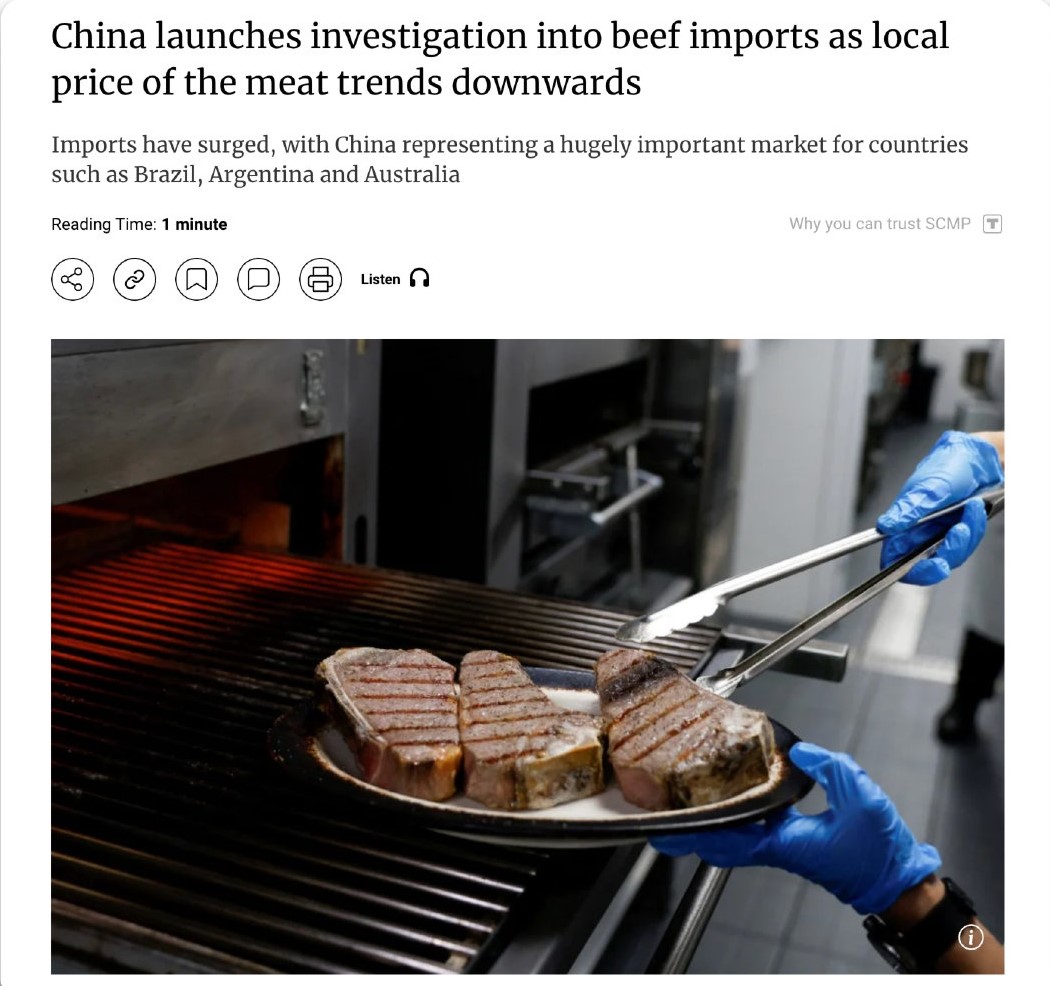 China launches investigation into beef imports as local
price of the meat trends downwards
Imports have surged, with China representing a hugely important market for countries
such as Brazil, Argentina and Australia
Reading Time: 1 minute
Why you can trust SCMP
Listen